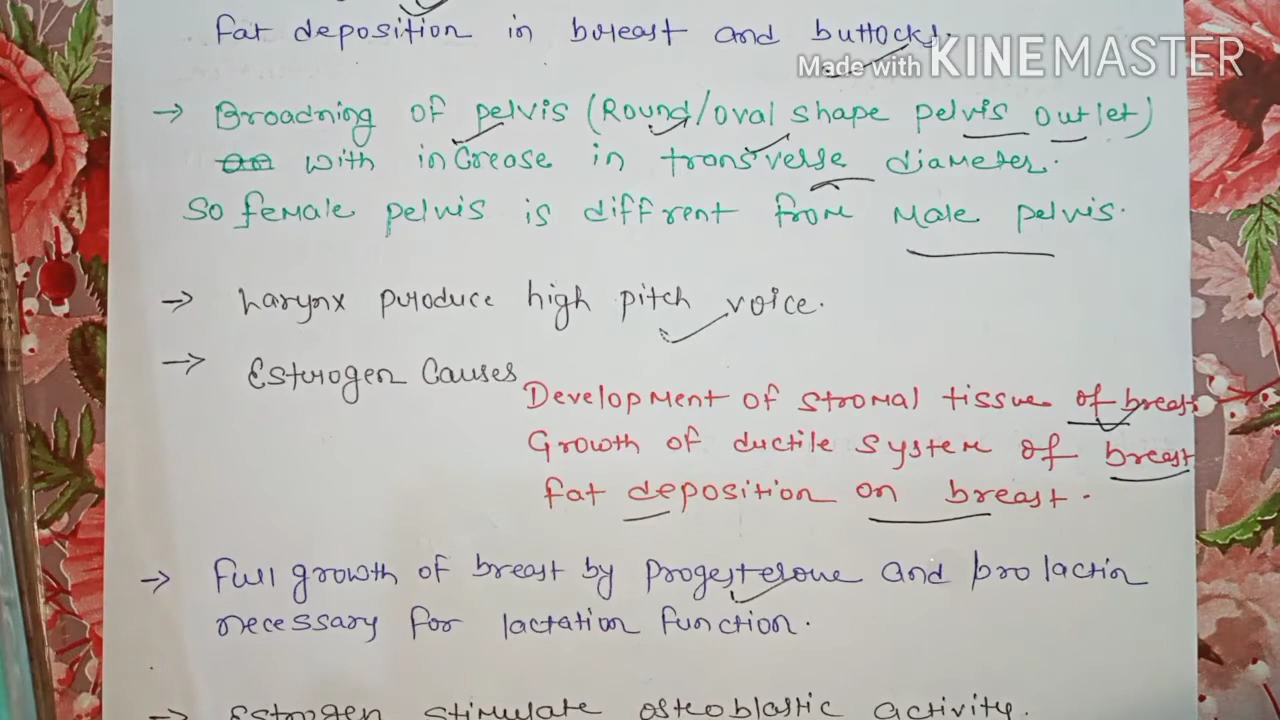 fat deposition in breast and buttocks.
Made with KINEMASTER
→ Broadning of pelvis (Round/oval shape pelvis outlet)
with increase in transverse diameter.
So female pelvis is diffrent from Male pelvis.
→ Larynx produce high pitch voice.
→ Estrogen Causes
Development of stromal tissue of breast
Growth of ductile system of breast
fat deposition on breast.
→ Full growth of breast by Progesterone and prolactin
necessary for lactation function.
→ Estrogen stimulate osteoblastic activity.